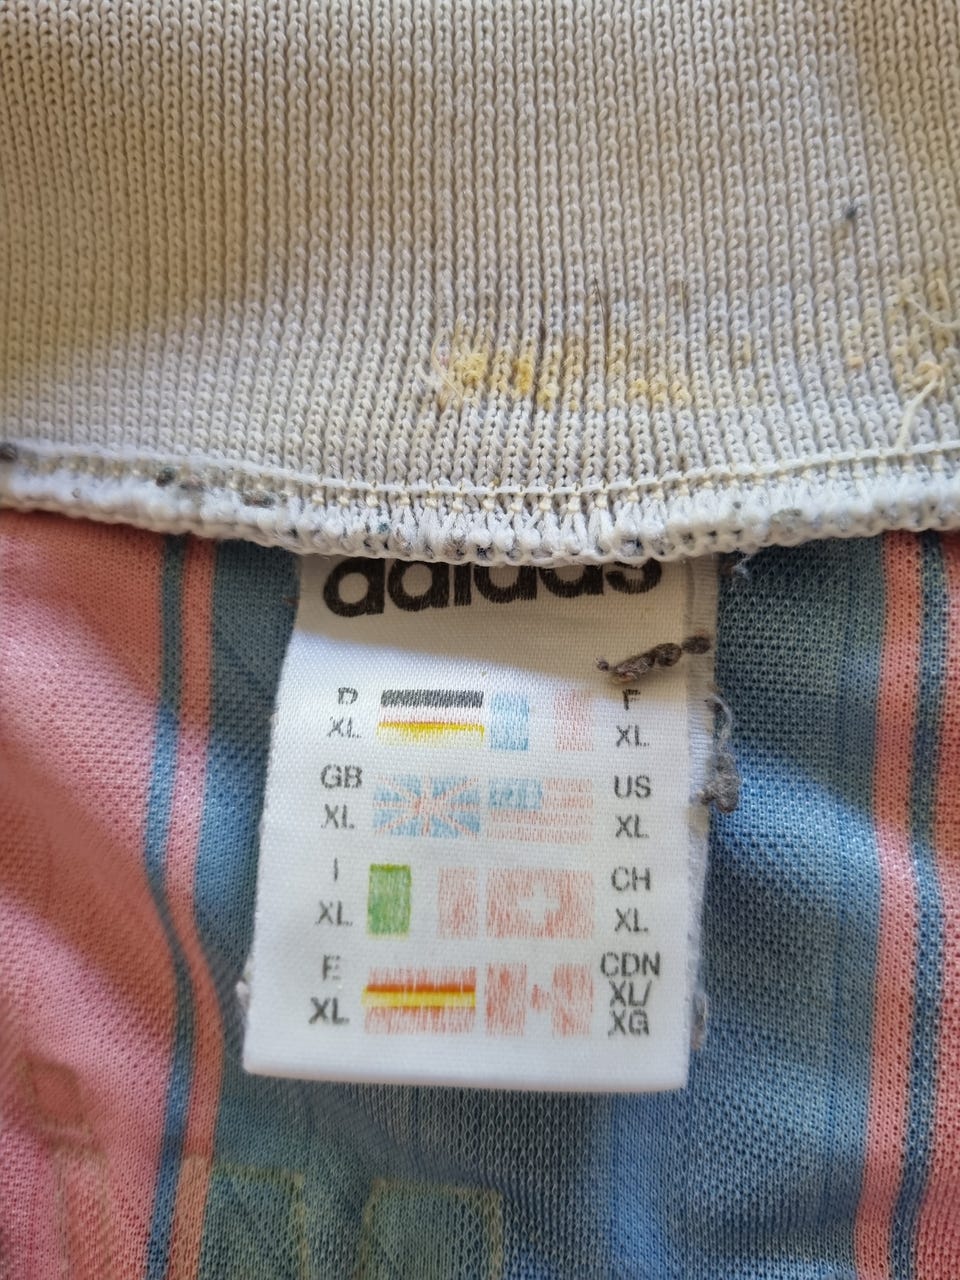 adidas
D F
XL XL
GB US
XL XL
I CH
XL XL
E CDN
XL XL/
XG